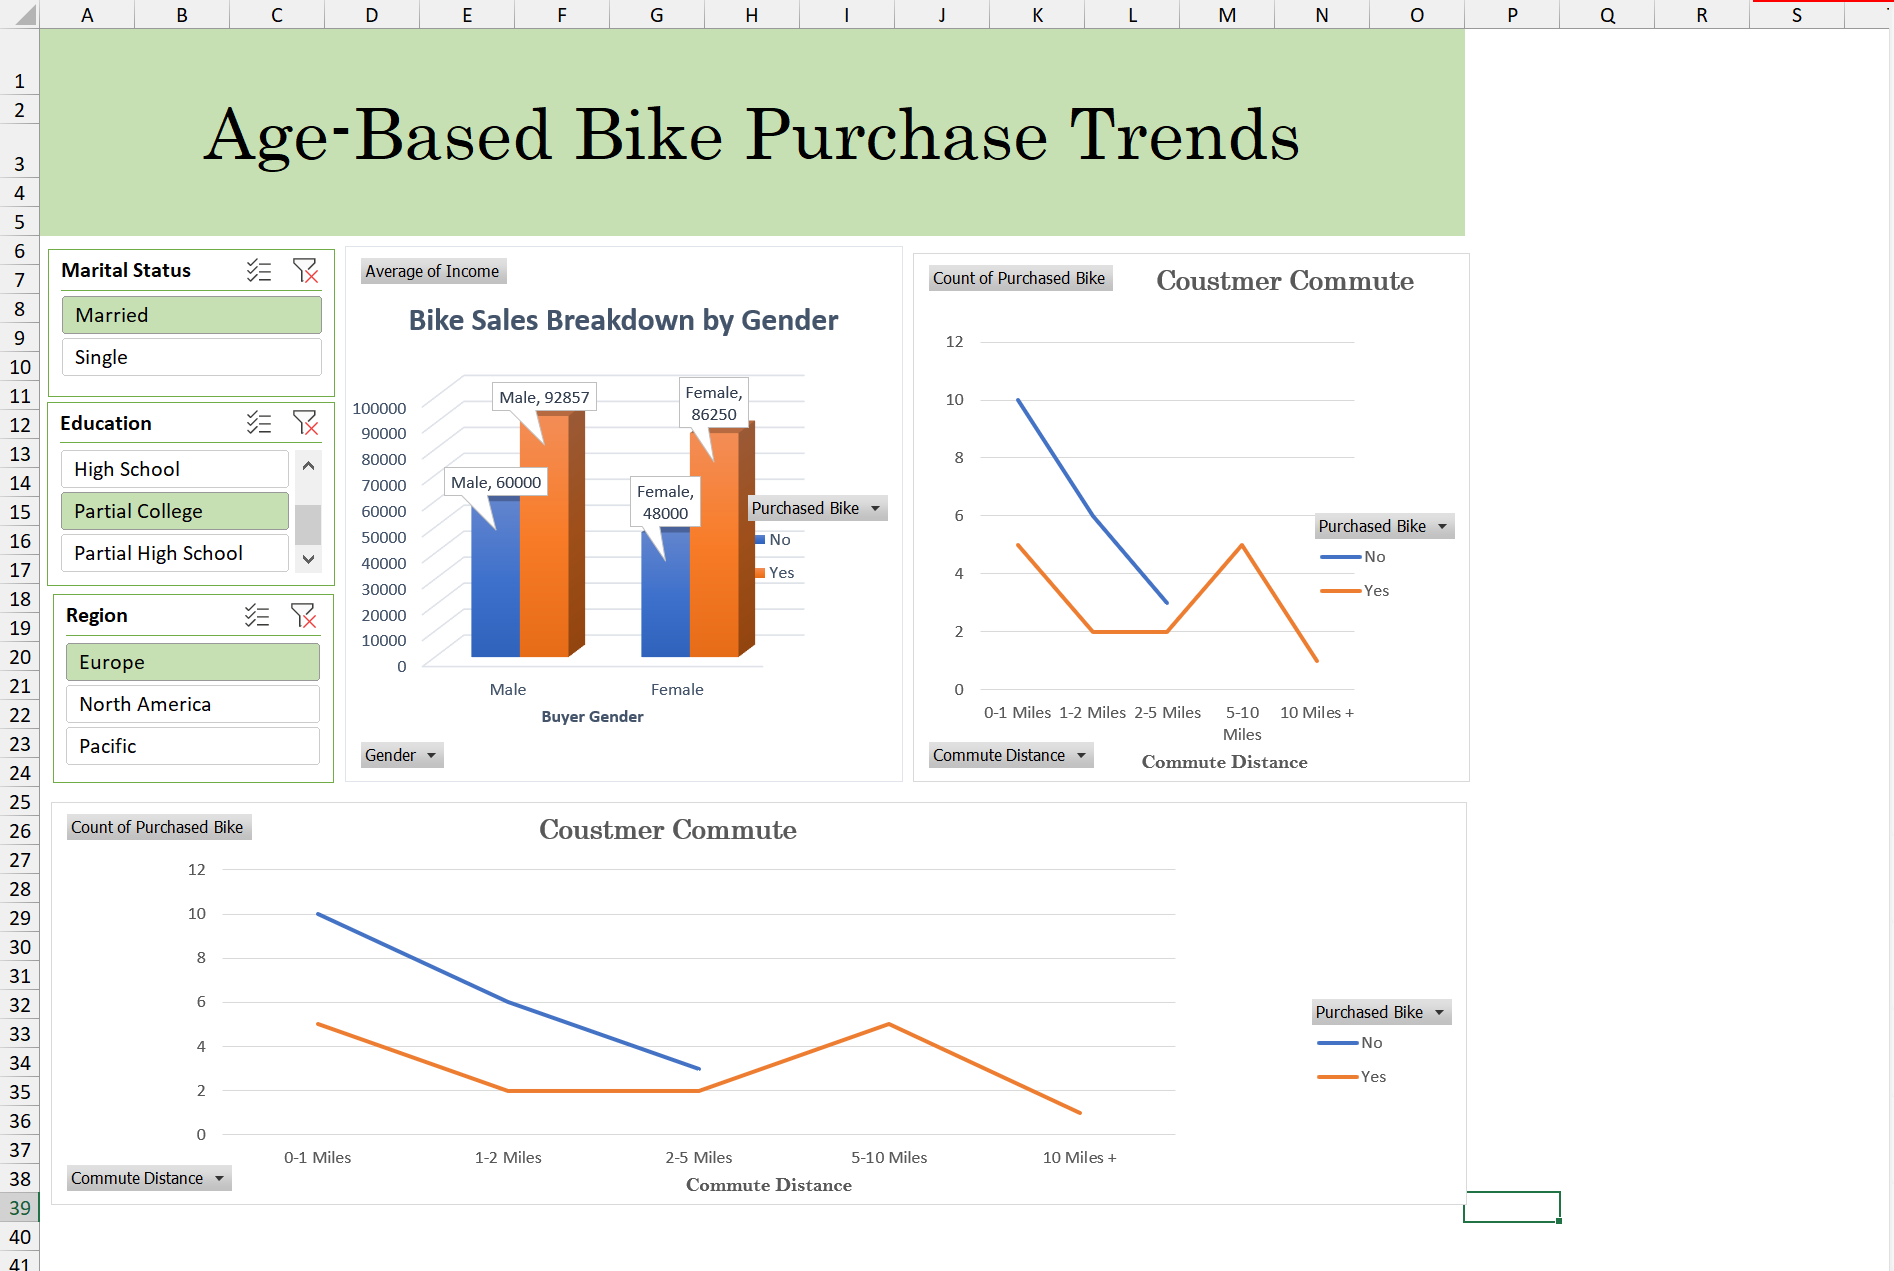 A B C D E F G H I J K L M N O P Q R S
1
2
3
4
5
6
7
8
9
10
11
12
13
14
15
16
17
18
19
20
21
22
23
24
25
26
27
28
29
30
31
32
33
34
35
36
37
38
39
40
41
Age-Based Bike Purchase Trends
Marital Status
Married
Single
Education
High School
Partial College
Partial High School
Region
Europe
North America
Pacific
Average of Income
Bike Sales Breakdown by Gender
100000
90000
80000
70000
60000
50000
40000
30000
20000
10000
0
Male, 92857
Male, 60000
Female,
86250
Female,
48000
Purchased Bike
No
Yes
Male Female
Buyer Gender
Gender
Count of Purchased Bike
Coustmer Commute
12
10
8
6
4
2
0
Purchased Bike
No
Yes
0-1 Miles 1-2 Miles 2-5 Miles 5-10 10 Miles +
Miles
Commute Distance
Commute Distance
Count of Purchased Bike
Coustmer Commute
12
10
8
6
4
2
0
Purchased Bike
No
Yes
0-1 Miles 1-2 Miles 2-5 Miles 5-10 Miles 10 Miles +
Commute Distance
Commute Distance